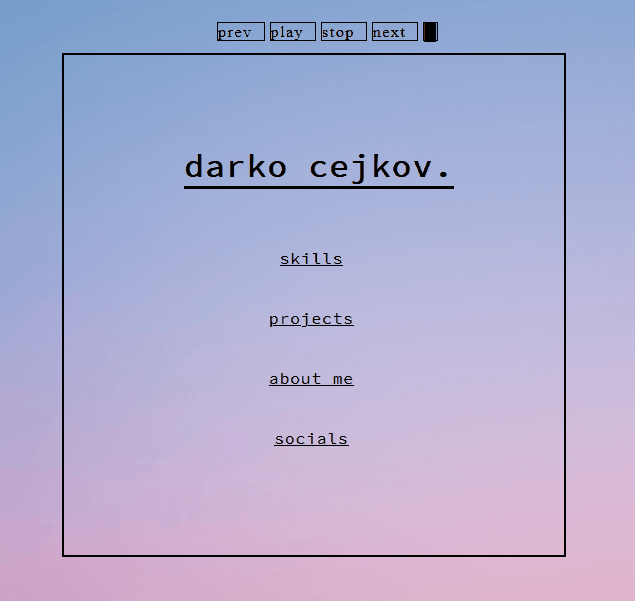 prev play stop next
darko cejkov.
skills
projects
about me
socials